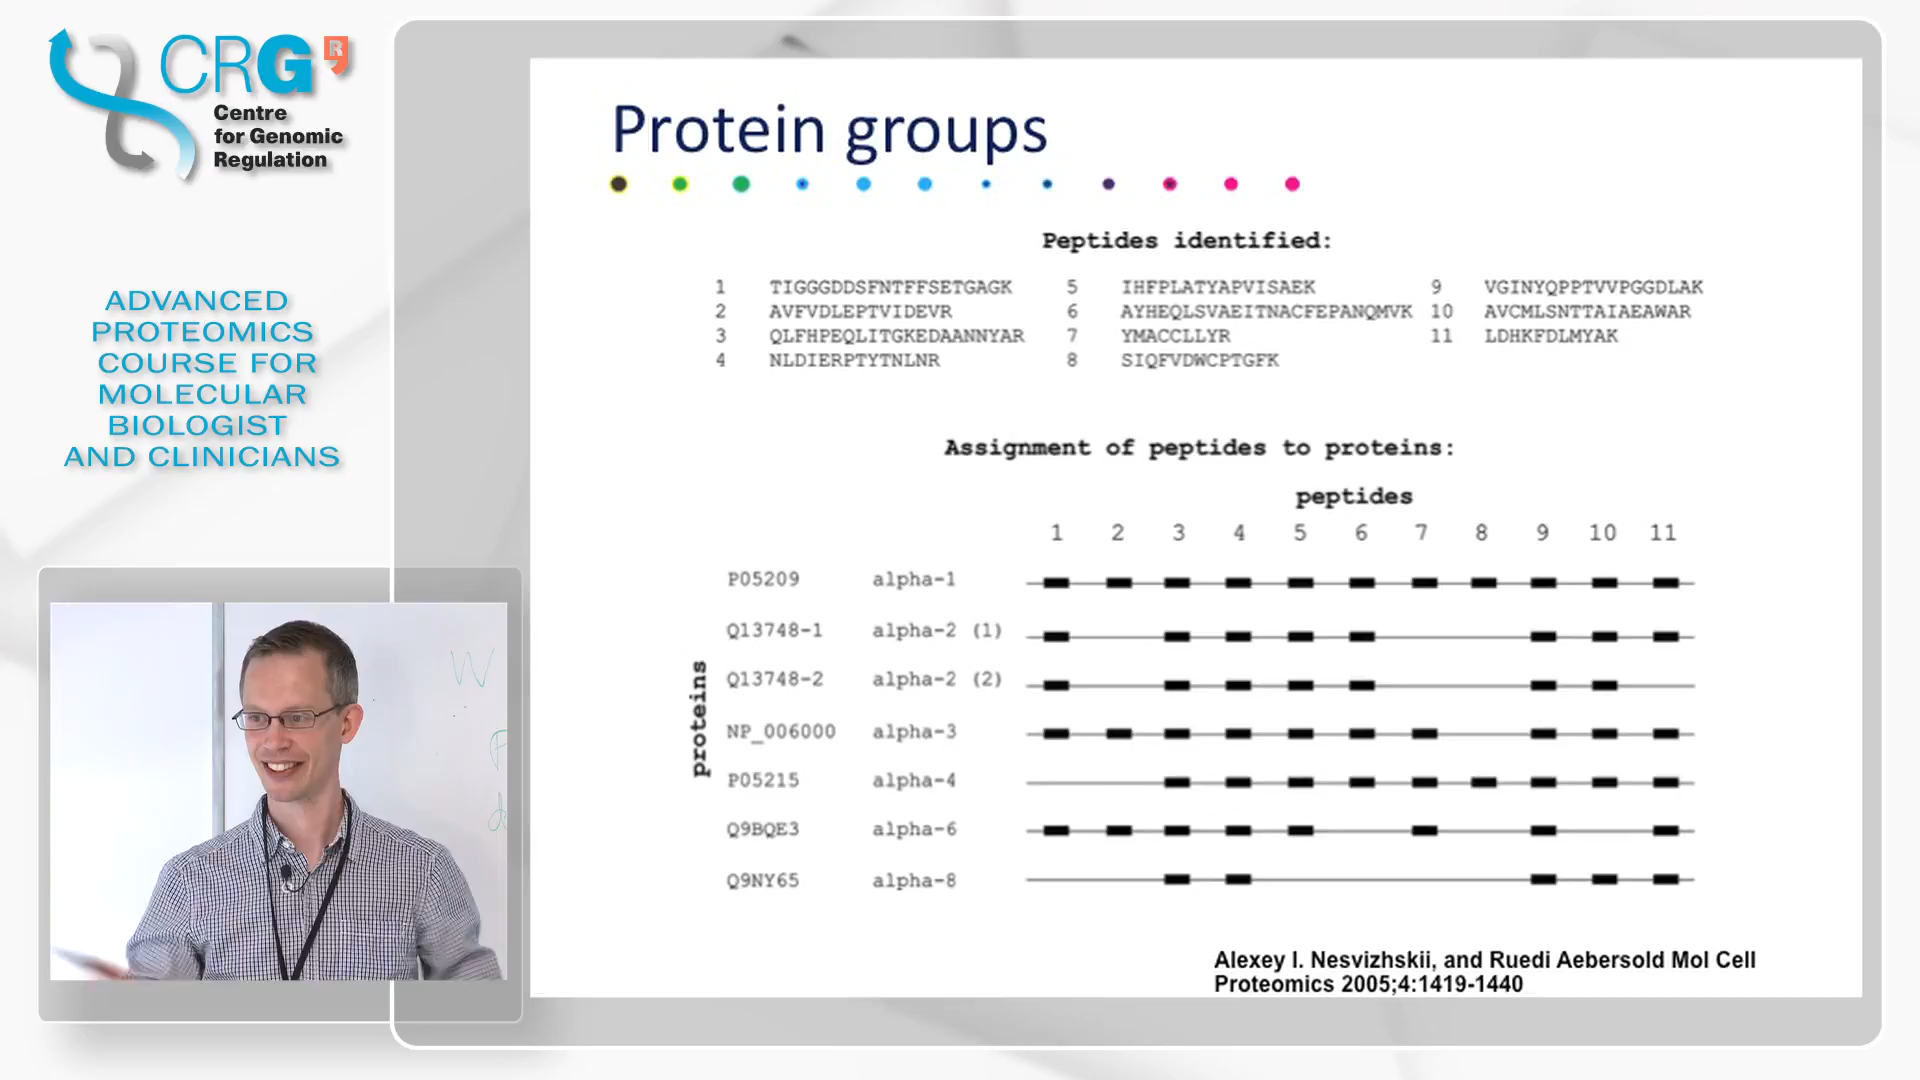 CRG
R
Centre
for Genomic
Regulation
ADVANCED
PROTEOMICS
COURSE FOR
MOLECULAR
BIOLOGIST
AND CLINICIANS
Protein groups
Peptides identified:
1 TIGGGDDSFNTFFSETGAGK 5 IHFPLATYAPVISAEK 9 VGINYQPPTVVPGGDLAK
2 AVFVDLEPTVIDEVR 6 AYHEQLSVAEITNACFEPANQMVK 10 AVCMLSNTTAIAEAWAR
3 QLFHPEQLITGKEDAANNYAR 7 YMACCLLYR 11 LDHKFDLMYAK
4 NLDIERPTYTNLNR 8 SIQFVDWCPTGFK
Assignment of peptides to proteins:
peptides
1 2 3 4 5 6 7 8 9 10 11
proteins
P05209 alpha-1
Q13748-1 alpha-2 (1)
Q13748-2 alpha-2 (2)
NP_006000 alpha-3
P05215 alpha-4
Q9BQE3 alpha-6
Q9NY65 alpha-8
Alexey I. Nesvizhskii, and Ruedi Aebersold Mol Cell
Proteomics 2005;4:1419-1440
W